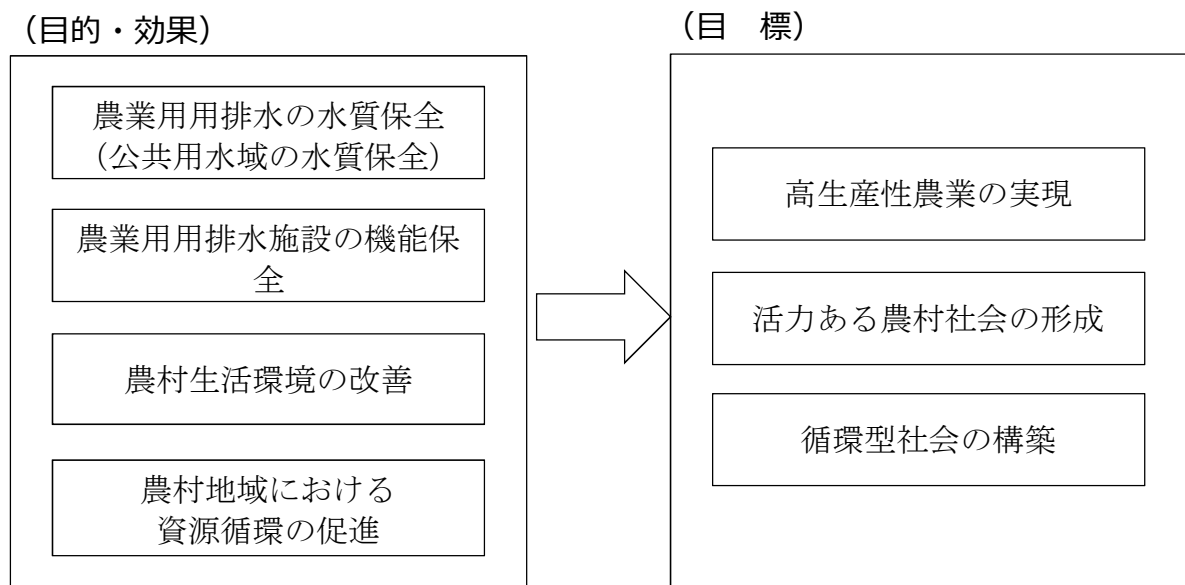 （目的・効果）
農業用用排水の水質保全
（公共用水域の水質保全）
農業用用排水施設の機能保
全
農村生活環境の改善
農村地域における
資源循環の促進
（目　標）
高生産性農業の実現
活力ある農村社会の形成
循環型社会の構築